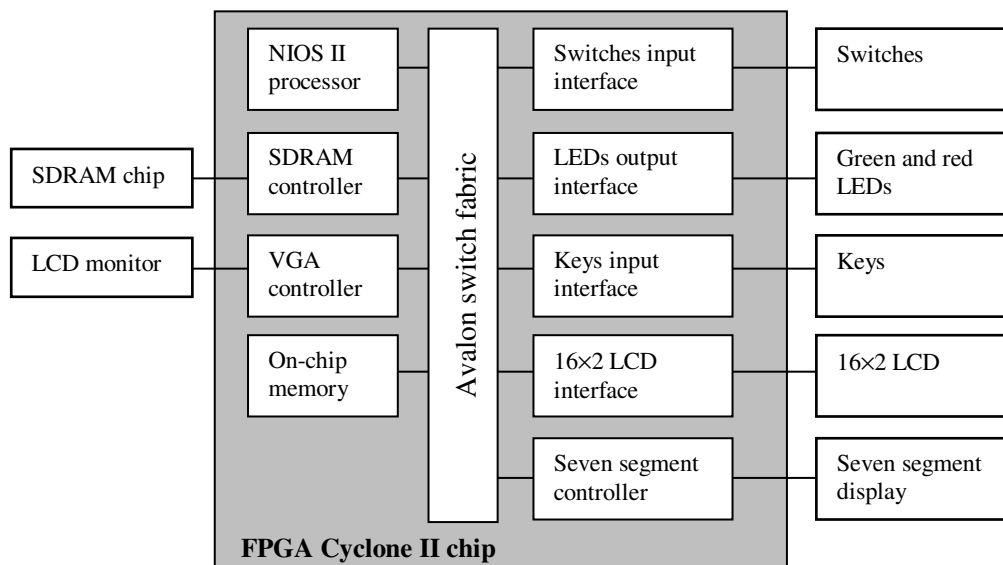 NIOS II
processor
Switches input
interface
Switches
SDRAM chip
SDRAM
controller
LEDs output
interface
Green and red
LEDs
LCD monitor
VGA
controller
Avalon switch fabric
Keys input
interface
Keys
On-chip
memory
16×2 LCD
interface
16×2 LCD
Seven segment
controller
Seven segment
display
FPGA Cyclone II chip